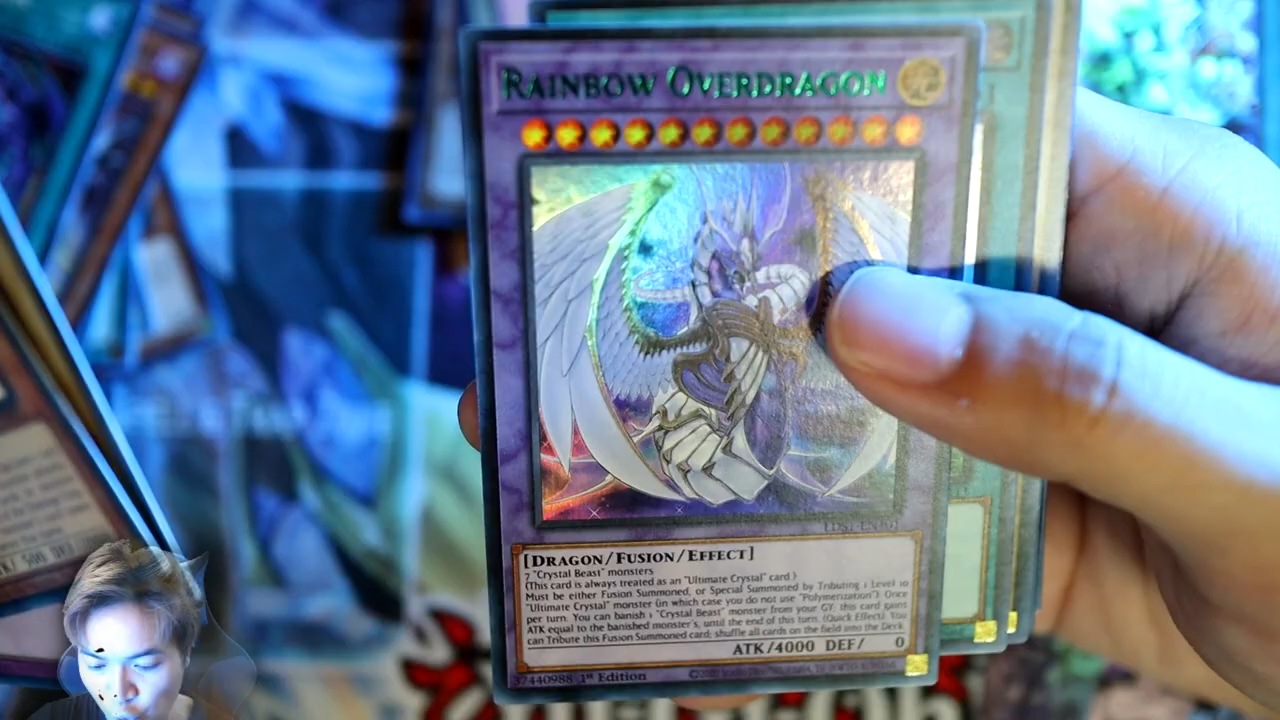 RAINBOW OVERDRAGON
[DRAGON/FUSION/EFFECT]
7 "Crystal Beast" monsters
(This card is always treated as an "Ultimate Crystal" card.)
Must be either Fusion Summoned, or Special Summoned by Tributing 1 Level 10
"Ultimate Crystal" monster (in which case you do not use "Polymerization"). Once
per turn: You can banish 1 "Crystal Beast" monster from your GY; this card gains
ATK equal to the banished monster's, until the end of this turn. (Quick Effect): You
can Tribute this Fusion Summoned card; shuffle all cards on the field into the Deck.
ATK/4000 DEF/ 0
37440988 1st Edition